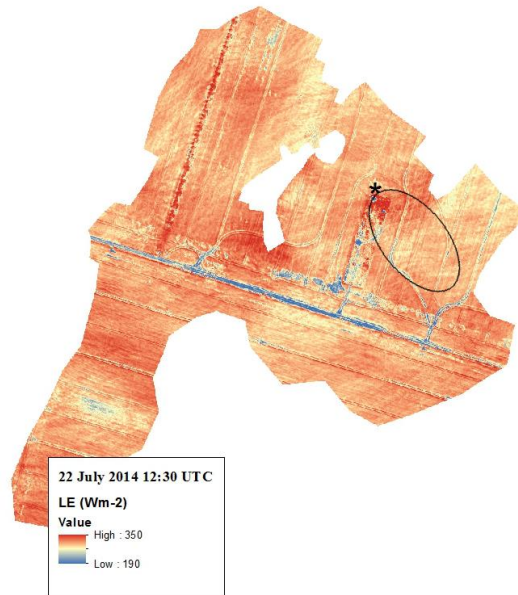 22 July 2014 12:30 UTC
LE (Wm-2)
Value
High : 350
Low : 190